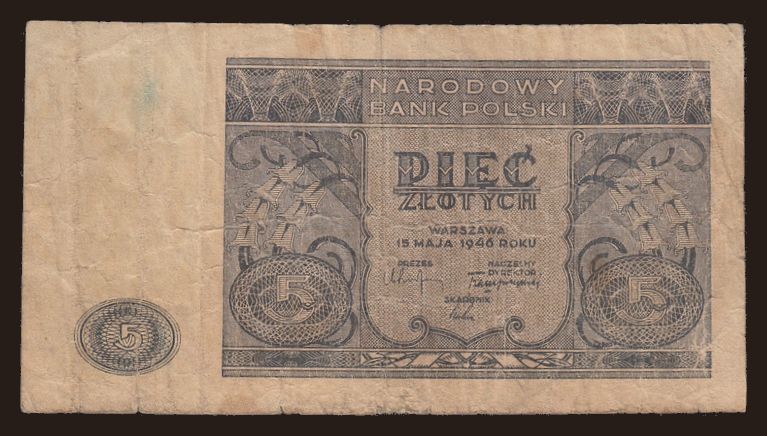 NARODOWY
BANK POLSKI
PIĘĆ
ZŁOTYCH
WARSZAWA
15 MAJA 1946 ROKU
PREZES NACZELNY
DYREKTOR
SKARBNIK
5 5
5